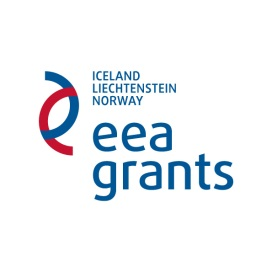 ICELAND
LIECHTENSTEIN
NORWAY
eea
grants